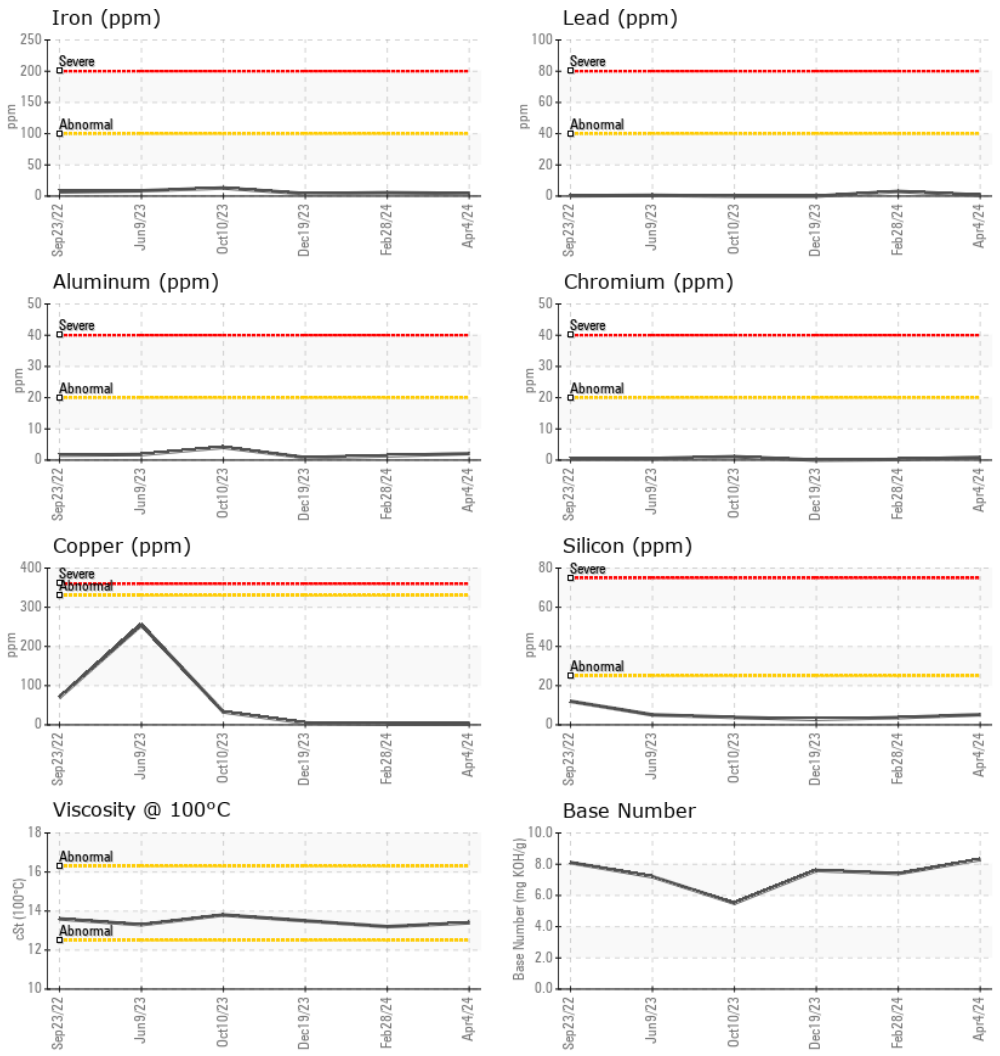 Iron (ppm)
250
200
150
100
50
0
ppm
Severe
Abnormal
Sep23/22
Jun9/23
Oct10/23
Dec19/23
Feb28/24
Apr4/24
Lead (ppm)
100
80
60
40
20
0
ppm
Severe
Abnormal
Sep23/22
Jun9/23
Oct10/23
Dec19/23
Feb28/24
Apr4/24
Aluminum (ppm)
50
40
30
20
10
0
ppm
Severe
Abnormal
Sep23/22
Jun9/23
Oct10/23
Dec19/23
Feb28/24
Apr4/24
Chromium (ppm)
50
40
30
20
10
0
ppm
Severe
Abnormal
Sep23/22
Jun9/23
Oct10/23
Dec19/23
Feb28/24
Apr4/24
Copper (ppm)
400
300
200
100
0
ppm
Severe
Abnormal
Sep23/22
Jun9/23
Oct10/23
Dec19/23
Feb28/24
Apr4/24
Silicon (ppm)
80
60
40
20
0
ppm
Severe
Abnormal
Sep23/22
Jun9/23
Oct10/23
Dec19/23
Feb28/24
Apr4/24
Viscosity @ 100°C
18
16
14
12
10
cSt (100°C)
Abnormal
Abnormal
Sep23/22
Jun9/23
Oct10/23
Dec19/23
Feb28/24
Apr4/24
Base Number
10.0
8.0
6.0
4.0
2.0
0.0
Base Number (mg KOH/g)
Sep23/22
Jun9/23
Oct10/23
Dec19/23
Feb28/24
Apr4/24